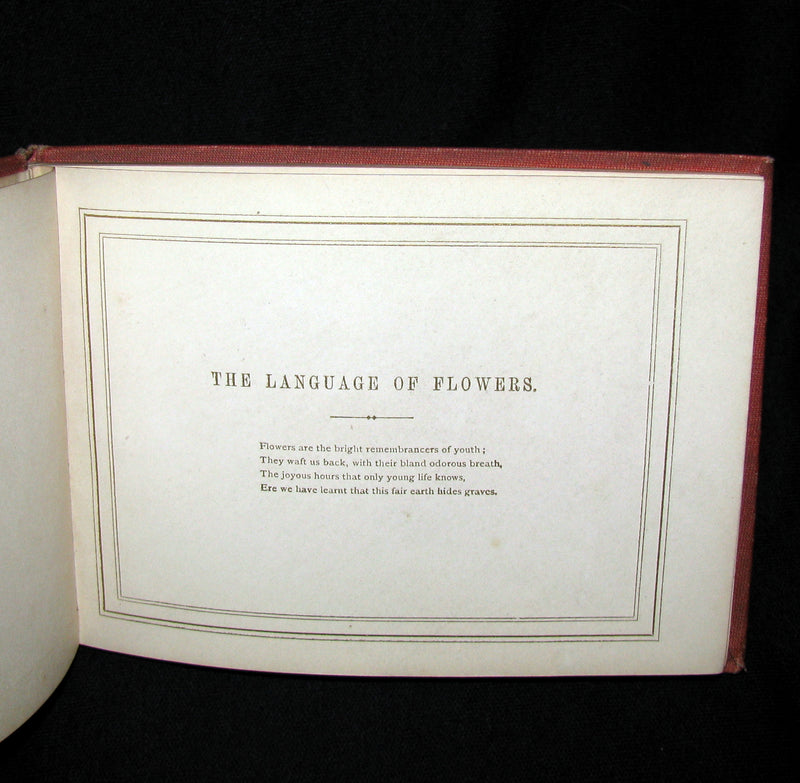 THE LANGUAGE OF FLOWERS.
Flowers are the bright remembrancers of youth;
They waft us back, with their bland odorous breath,
The joyous hours that only young life knows,
Ere we have learnt that this fair earth hides graves.